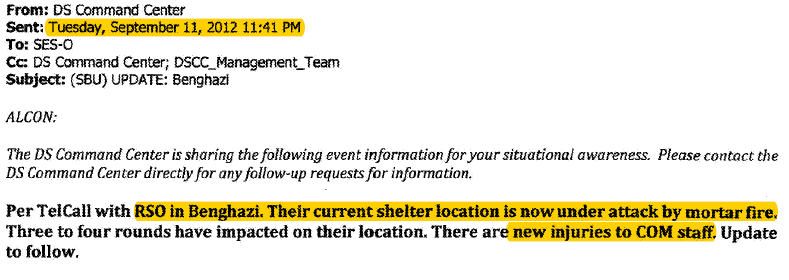 From: DS Command Center
Sent: Tuesday, September 11, 2012 11:41 PM
To: SES-O
Cc: DS Command Center; DSCC_Management_Team
Subject: (SBU) UPDATE: Benghazi
ALCON:
The DS Command Center is sharing the following event information for your situational awareness. Please contact the
DS Command Center directly for any follow-up requests for information.
Per TelCall with RSO in Benghazi. Their current shelter location is now under attack by mortar fire.
Three to four rounds have impacted on their location. There are new injuries to COM staff. Update
to follow.